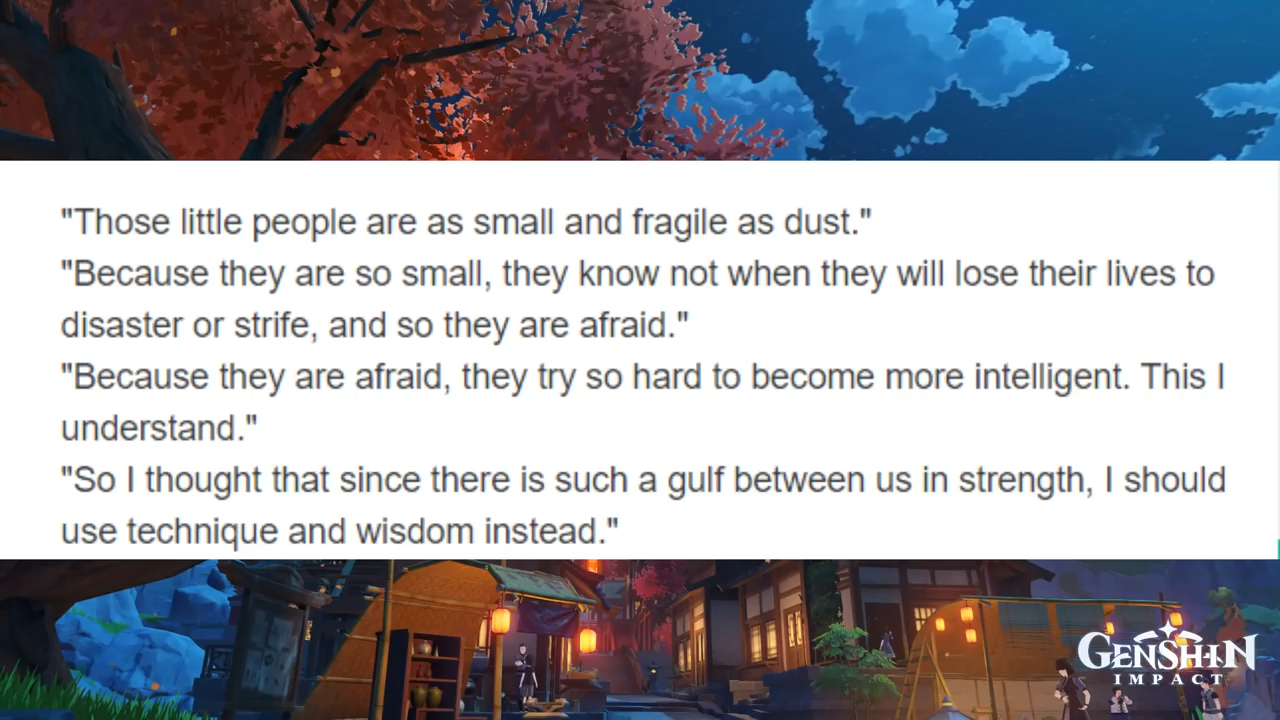 "Those little people are as small and fragile as dust."
"Because they are so small, they know not when they will lose their lives to
disaster or strife, and so they are afraid."
"Because they are afraid, they try so hard to become more intelligent. This I
understand."
"So I thought that since there is such a gulf between us in strength, I should
use technique and wisdom instead."
GENSHIN
IMPACT